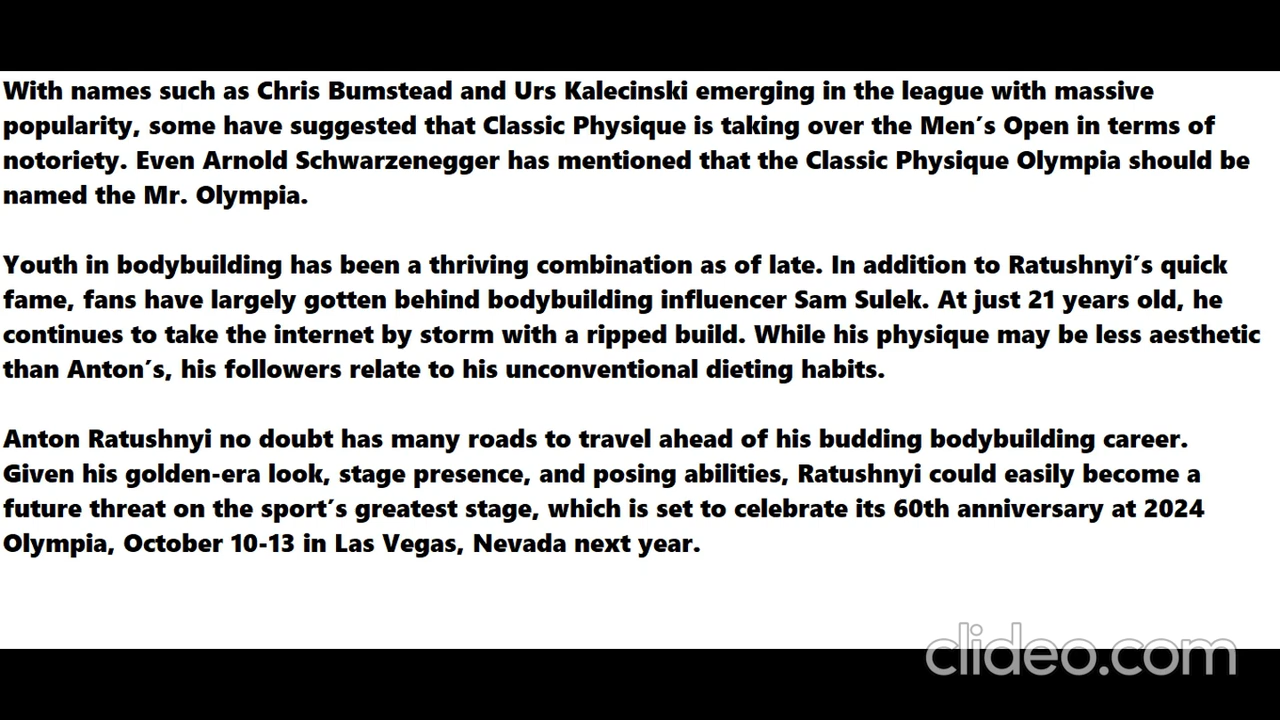 With names such as Chris Bumstead and Urs Kalecinski emerging in the league with massive
popularity, some have suggested that Classic Physique is taking over the Men´s Open in terms of
notoriety. Even Arnold Schwarzenegger has mentioned that the Classic Physique Olympia should be
named the Mr. Olympia.
Youth in bodybuilding has been a thriving combination as of late. In addition to Ratushnyi´s quick
fame, fans have largely gotten behind bodybuilding influencer Sam Sulek. At just 21 years old, he
continues to take the internet by storm with a ripped build. While his physique may be less aesthetic
than Anton´s, his followers relate to his unconventional dieting habits.
Anton Ratushnyi no doubt has many roads to travel ahead of his budding bodybuilding career.
Given his golden-era look, stage presence, and posing abilities, Ratushnyi could easily become a
future threat on the sport´s greatest stage, which is set to celebrate its 60th anniversary at 2024
Olympia, October 10-13 in Las Vegas, Nevada next year.
clideo.com